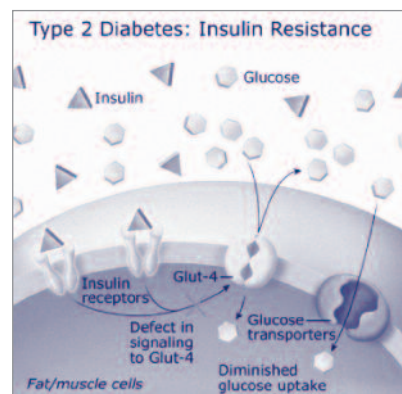 Type 2 Diabetes: Insulin Resistance
Glucose
Insulin
Glut-4
Insulin
receptors
Defect in
signaling
to Glut-4
Glucose
transporters
Diminished
glucose uptake
Fat/muscle cells